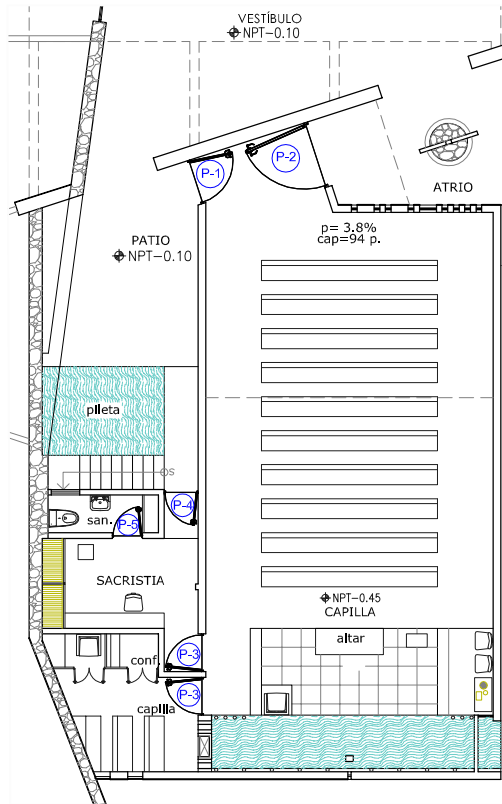 VESTÍBULO
NPT-0.10
P-1
P-2
ATRIO
p= 3.8%
cap=94 p.
PATIO
NPT-0.10
pileta
os
san.
P-4
P-5
SACRISTIA
NPT-0.45
CAPILLA
altar
conf.
P-3
P-3
capilla